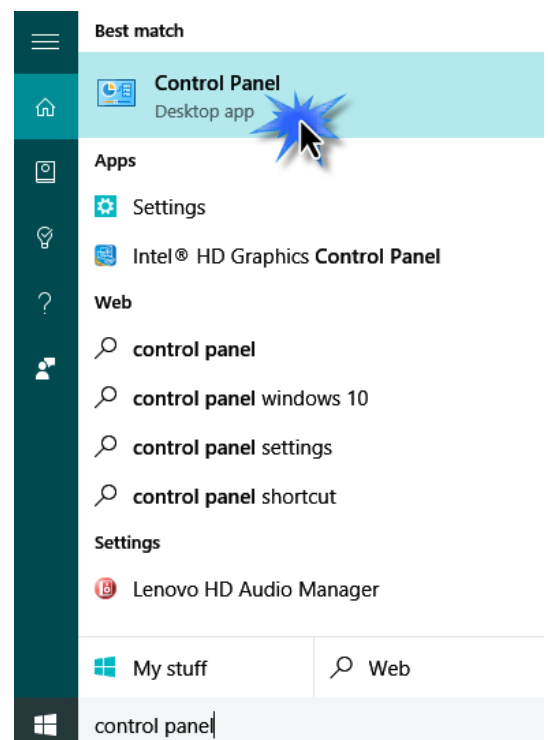 Best match
Control Panel
Desktop app
Apps
Settings
Intel® HD Graphics Control Panel
Web
control panel
control panel windows 10
control panel settings
control panel shortcut
Settings
Lenovo HD Audio Manager
My stuff
Web
control panel